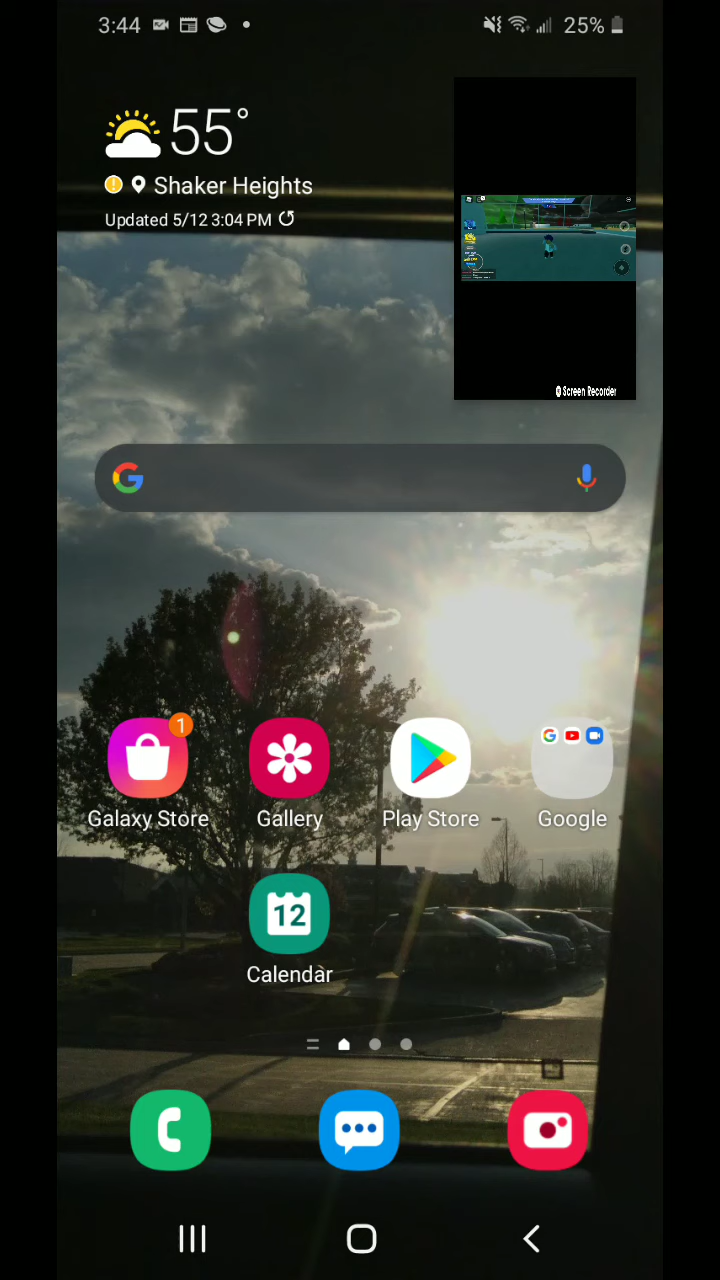 3:44
25%
55°
Shaker Heights
Updated 5/12 3:04 PM
Screen Recorder
1
Galaxy Store
Gallery
Play Store
Google
12
Calendar